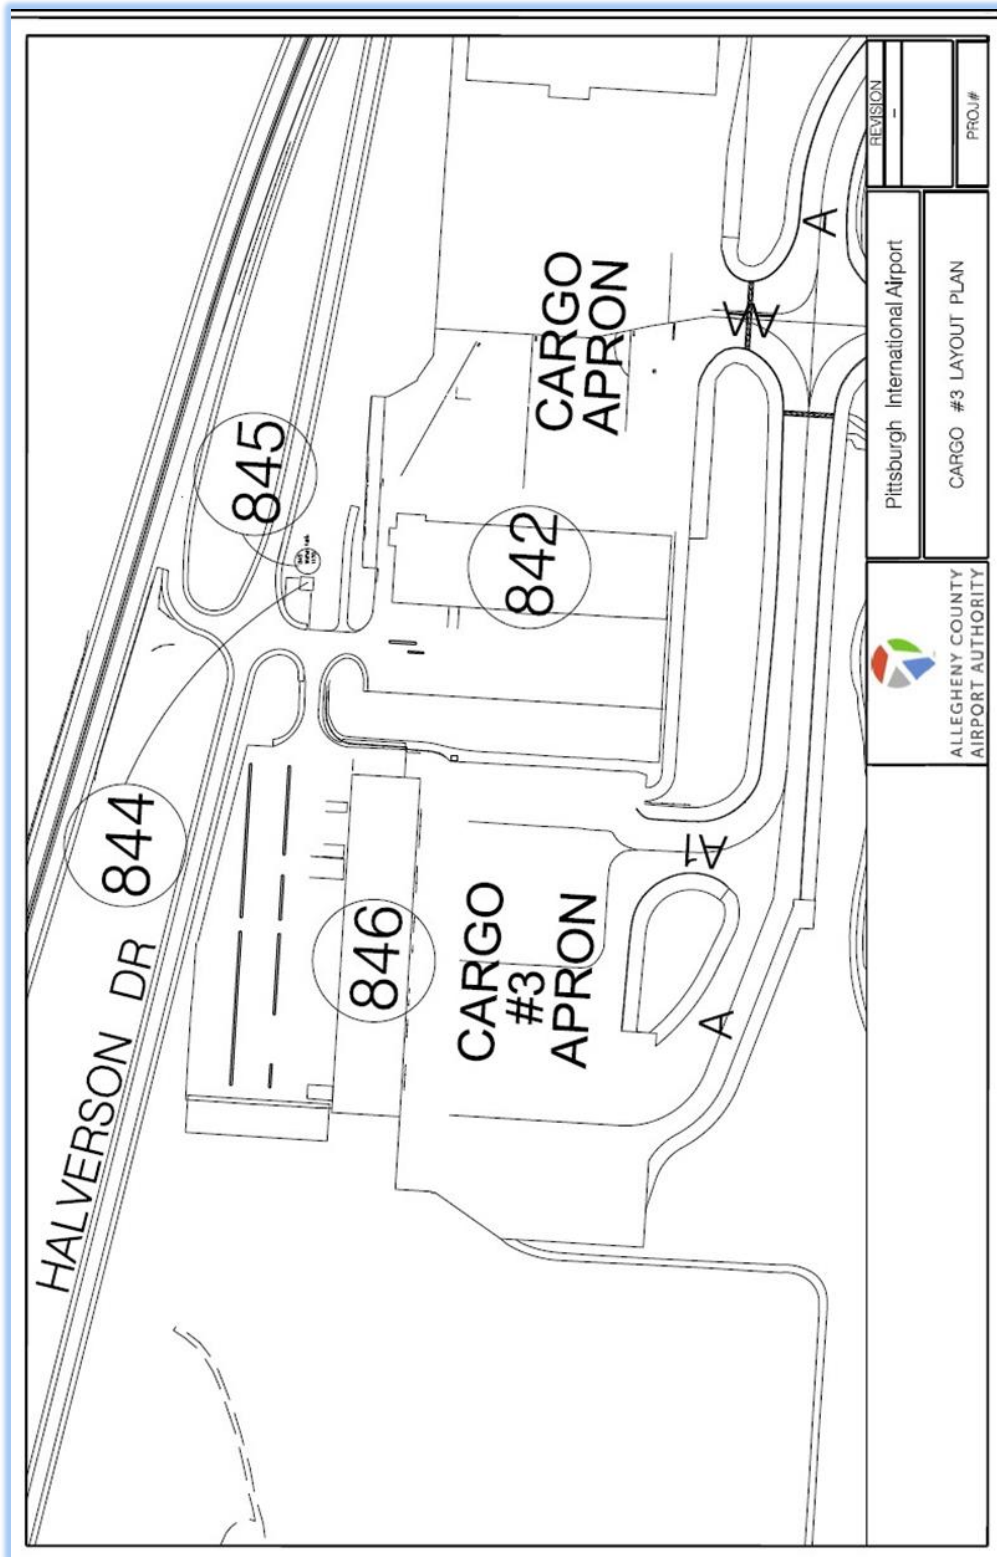 HALVERSON DR
844
845
846
842
CARGO
#3
APRON
CARGO
APRON
A1
A
W
A
ALLEGHENY COUNTY
AIRPORT AUTHORITY
Pittsburgh International Airport
CARGO #3 LAYOUT PLAN
REVISION
-
PROJ#